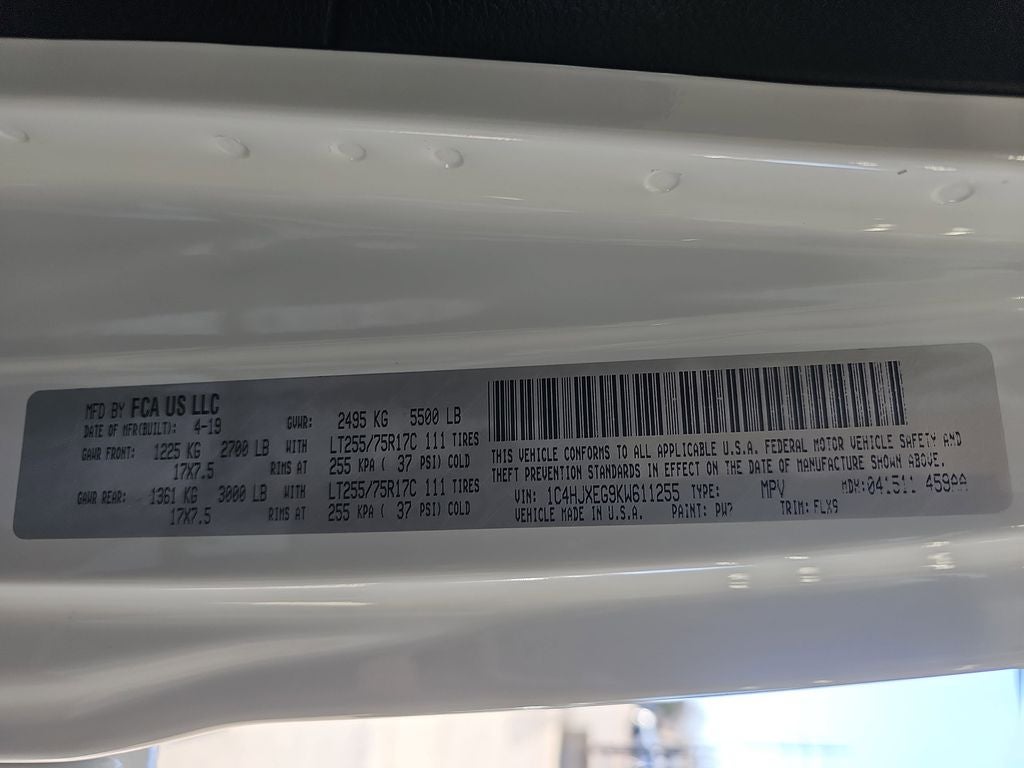 MFD BY FCA US LLC
DATE OF MFR(BUILT): 4-19
GVWR: 2495 KG 5500 LB
GAWR FRONT: 1225 KG 2700 LB WITH LT255/75R17C 111 TIRES
17X7.5 RIMS AT 255 KPA ( 37 PSI) COLD
GAWR REAR: 1361 KG 3000 LB WITH LT255/75R17C 111 TIRES
17X7.5 RIMS AT 255 KPA ( 37 PSI) COLD
THIS VEHICLE CONFORMS TO ALL APPLICABLE U.S.A. FEDERAL MOTOR VEHICLE SAFETY AND
THEFT PREVENTION STANDARDS IN EFFECT ON THE DATE OF MANUFACTURE SHOWN ABOVE.
VIN: 1C4HJXEG9KW611255 TYPE: MPV MDH:
VEHICLE MADE IN U.S.A. PAINT: PW7 TRIM: FLX9